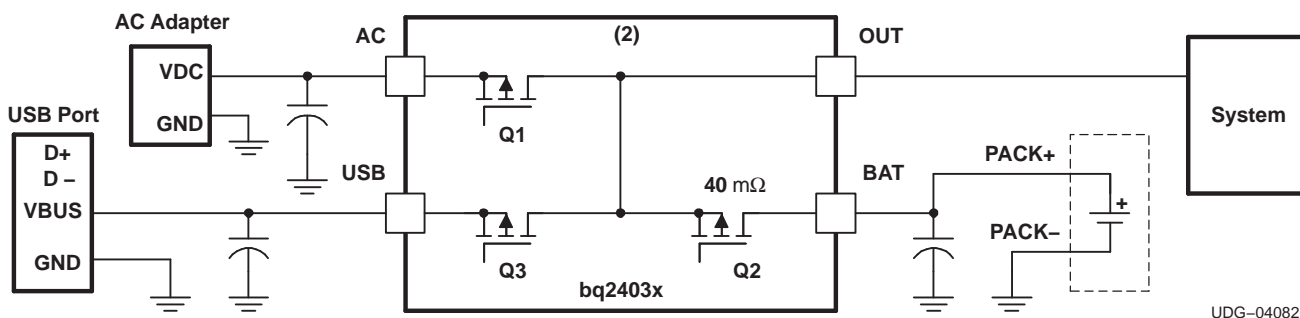 AC Adapter
VDC
GND
USB Port
D+
D −
VBUS
GND
AC
USB
(2)
Q1
Q3
40 mΩ
Q2
bq2403x
OUT
BAT
PACK+
+
PACK−
System
UDG−04082